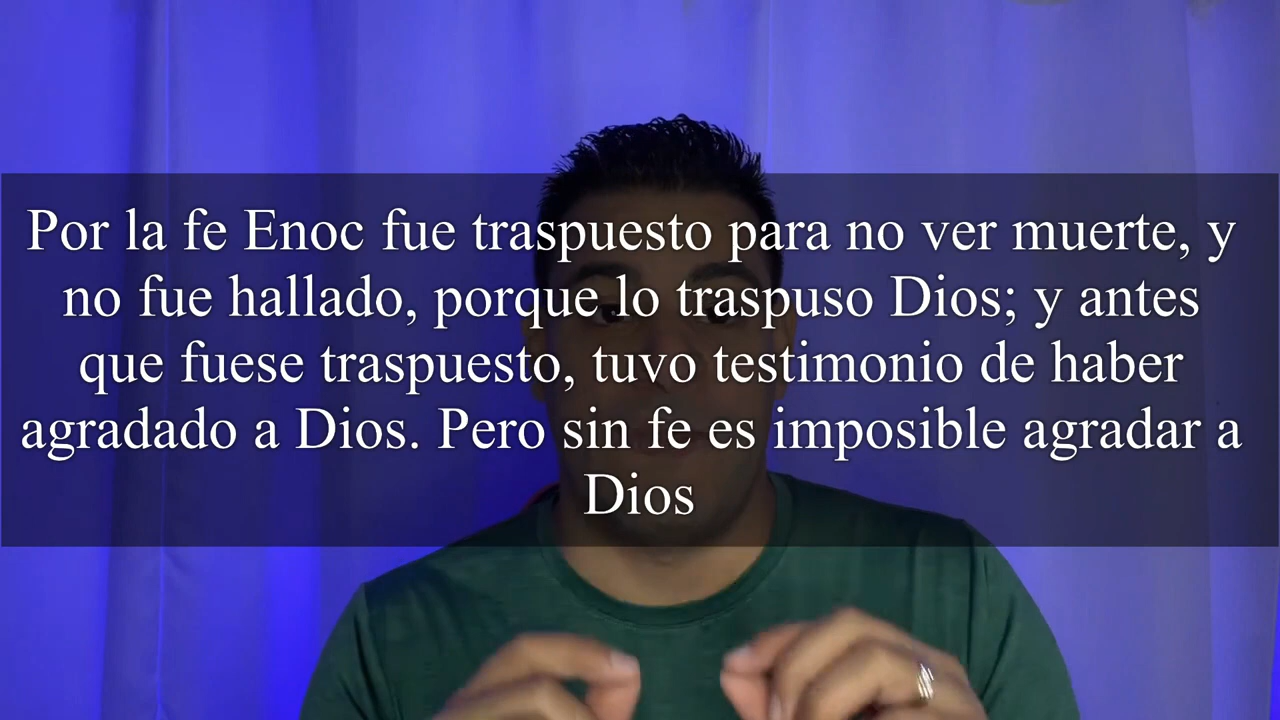 Por la fe Enoc fue traspuesto para no ver muerte, y
no fue hallado, porque lo traspuso Dios; y antes
que fuese traspuesto, tuvo testimonio de haber
agradado a Dios. Pero sin fe es imposible agradar a
Dios